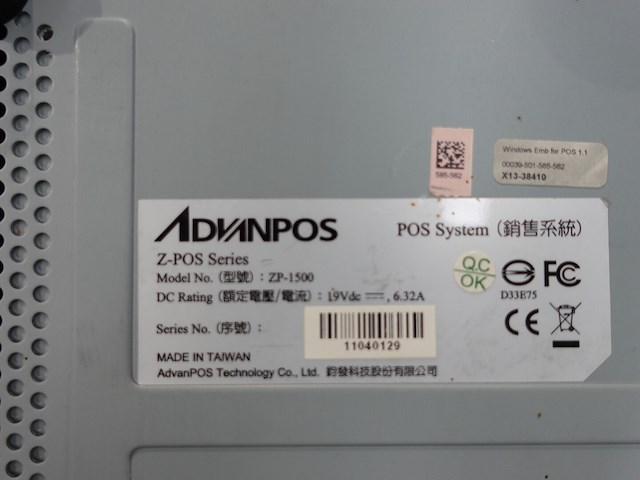 Windows Emb for POS 1.1
00039-501-585-562
X13-38410
585-562
ADVANPOS
POS System (銷售系統)
Z-POS Series
Model No. (型號) : ZP-1500
DC Rating (額定電壓/電流) : 19Vdc ⎓, 6.32A
QC
OK
FC
D33E75
CE
Series No. (序號) :
11040129
MADE IN TAIWAN
AdvanPOS Technology Co., Ltd. 鈞發科技股份有限公司